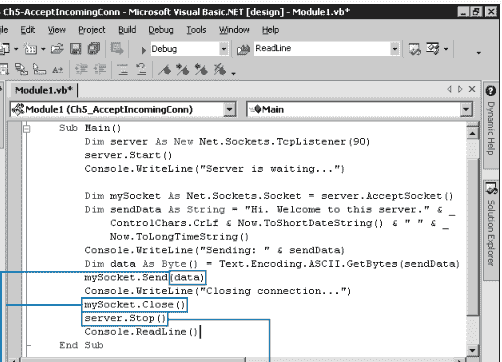 Ch5-AcceptIncomingConn - Microsoft Visual Basic.NET [design] - Module1.vb*
File Edit View Project Build Debug Tools Window Help
Debug ReadLine
Module1.vb*
Module1 (Ch5_AcceptIncomingConn) Main
Sub Main()
Dim server As New Net.Sockets.TcpListener(90)
server.Start()
Console.WriteLine("Server is waiting...")
Dim mySocket As Net.Sockets.Socket = server.AcceptSocket()
Dim sendData As String = "Hi. Welcome to this server." & _
ControlChars.CrLf & Now.ToShortDateString() & " " & _
Now.ToLongTimeString()
Console.WriteLine("Sending: " & sendData)
Dim data As Byte() = Text.Encoding.ASCII.GetBytes(sendData)
mySocket.Send(data)
Console.WriteLine("Closing connection...")
mySocket.Close()
server.Stop()
Console.ReadLine()
End Sub
Dynamic Help
Solution Explorer